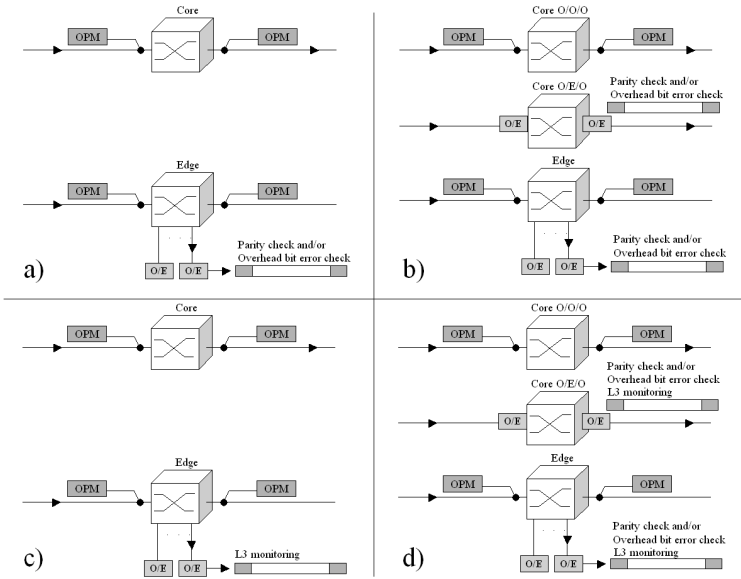 Core
OPM
OPM
Edge
OPM
OPM
Parity check and/or
Overhead bit error check
. . .
O/E
O/E
a)
Core O/O/O
OPM
OPM
Core O/E/O
Parity check and/or
Overhead bit error check
O/E
O/E
Edge
OPM
OPM
Parity check and/or
Overhead bit error check
. . .
O/E
O/E
b)
Core
OPM
OPM
Edge
OPM
OPM
. . .
L3 monitoring
O/E
O/E
c)
Core O/O/O
OPM
OPM
Core O/E/O
Parity check and/or
Overhead bit error check
L3 monitoring
O/E
O/E
Edge
OPM
OPM
Parity check and/or
Overhead bit error check
L3 monitoring
. . .
O/E
O/E
d)